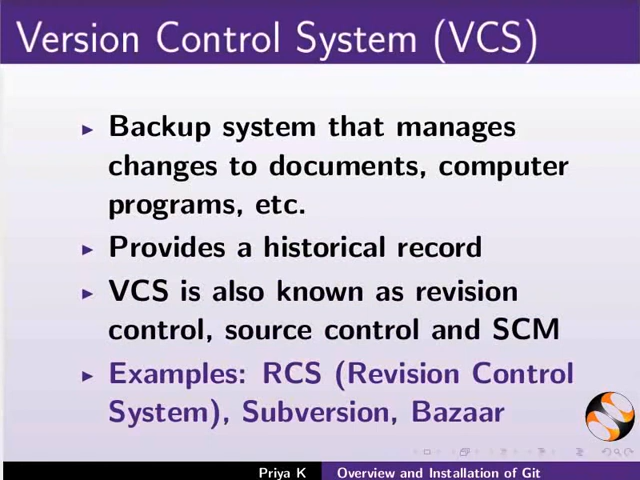 Version Control System (VCS)
Backup system that manages
changes to documents, computer
programs, etc.
Provides a historical record
VCS is also known as revision
control, source control and SCM
Examples: RCS (Revision Control
System), Subversion, Bazaar
Priya K Overview and Installation of Git